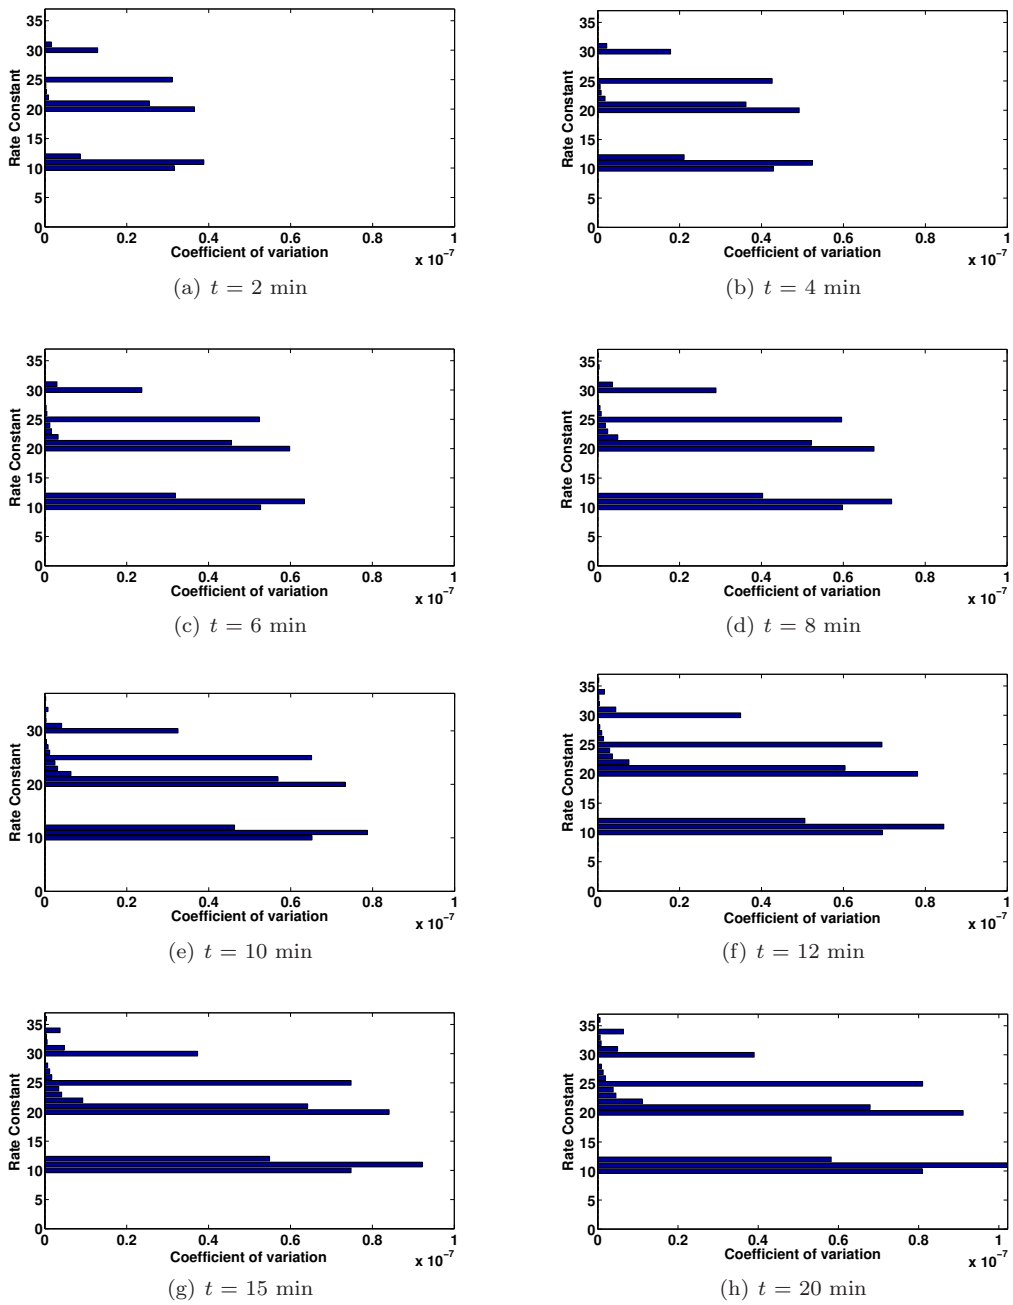 35
30
25
20
15
10
5
0
Rate Constant
0 0.2 0.4 0.6 0.8 1
Coefficient of variation
x 10⁻⁷
(a) t = 2 min
35
30
25
20
15
10
5
0
Rate Constant
0 0.2 0.4 0.6 0.8 1
Coefficient of variation
x 10⁻⁷
(b) t = 4 min
35
30
25
20
15
10
5
0
Rate Constant
0 0.2 0.4 0.6 0.8 1
Coefficient of variation
x 10⁻⁷
(c) t = 6 min
35
30
25
20
15
10
5
0
Rate Constant
0 0.2 0.4 0.6 0.8 1
Coefficient of variation
x 10⁻⁷
(d) t = 8 min
30
20
10
0
Rate Constant
0 0.2 0.4 0.6 0.8 1
Coefficient of variation
x 10⁻⁷
(e) t = 10 min
35
30
25
20
15
10
5
0
Rate Constant
0 0.2 0.4 0.6 0.8 1
Coefficient of variation
x 10⁻⁷
(f) t = 12 min
35
30
25
20
15
10
5
0
Rate Constant
0 0.2 0.4 0.6 0.8 1
Coefficient of variation
x 10⁻⁷
(g) t = 15 min
35
30
25
20
15
10
5
0
Rate Constant
0 0.2 0.4 0.6 0.8 1
Coefficient of variation
x 10⁻⁷
(h) t = 20 min